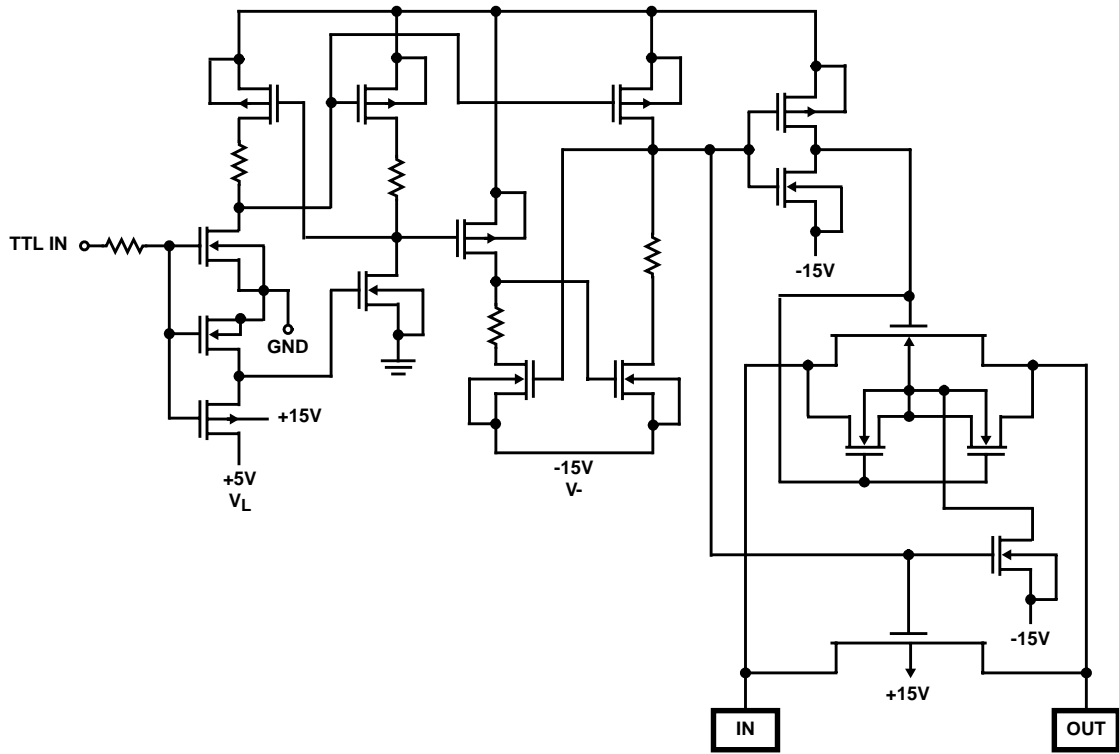 -15V
TTL IN
GND
+15V
+5V
VL
-15V
V-
-15V
+15V
IN
OUT